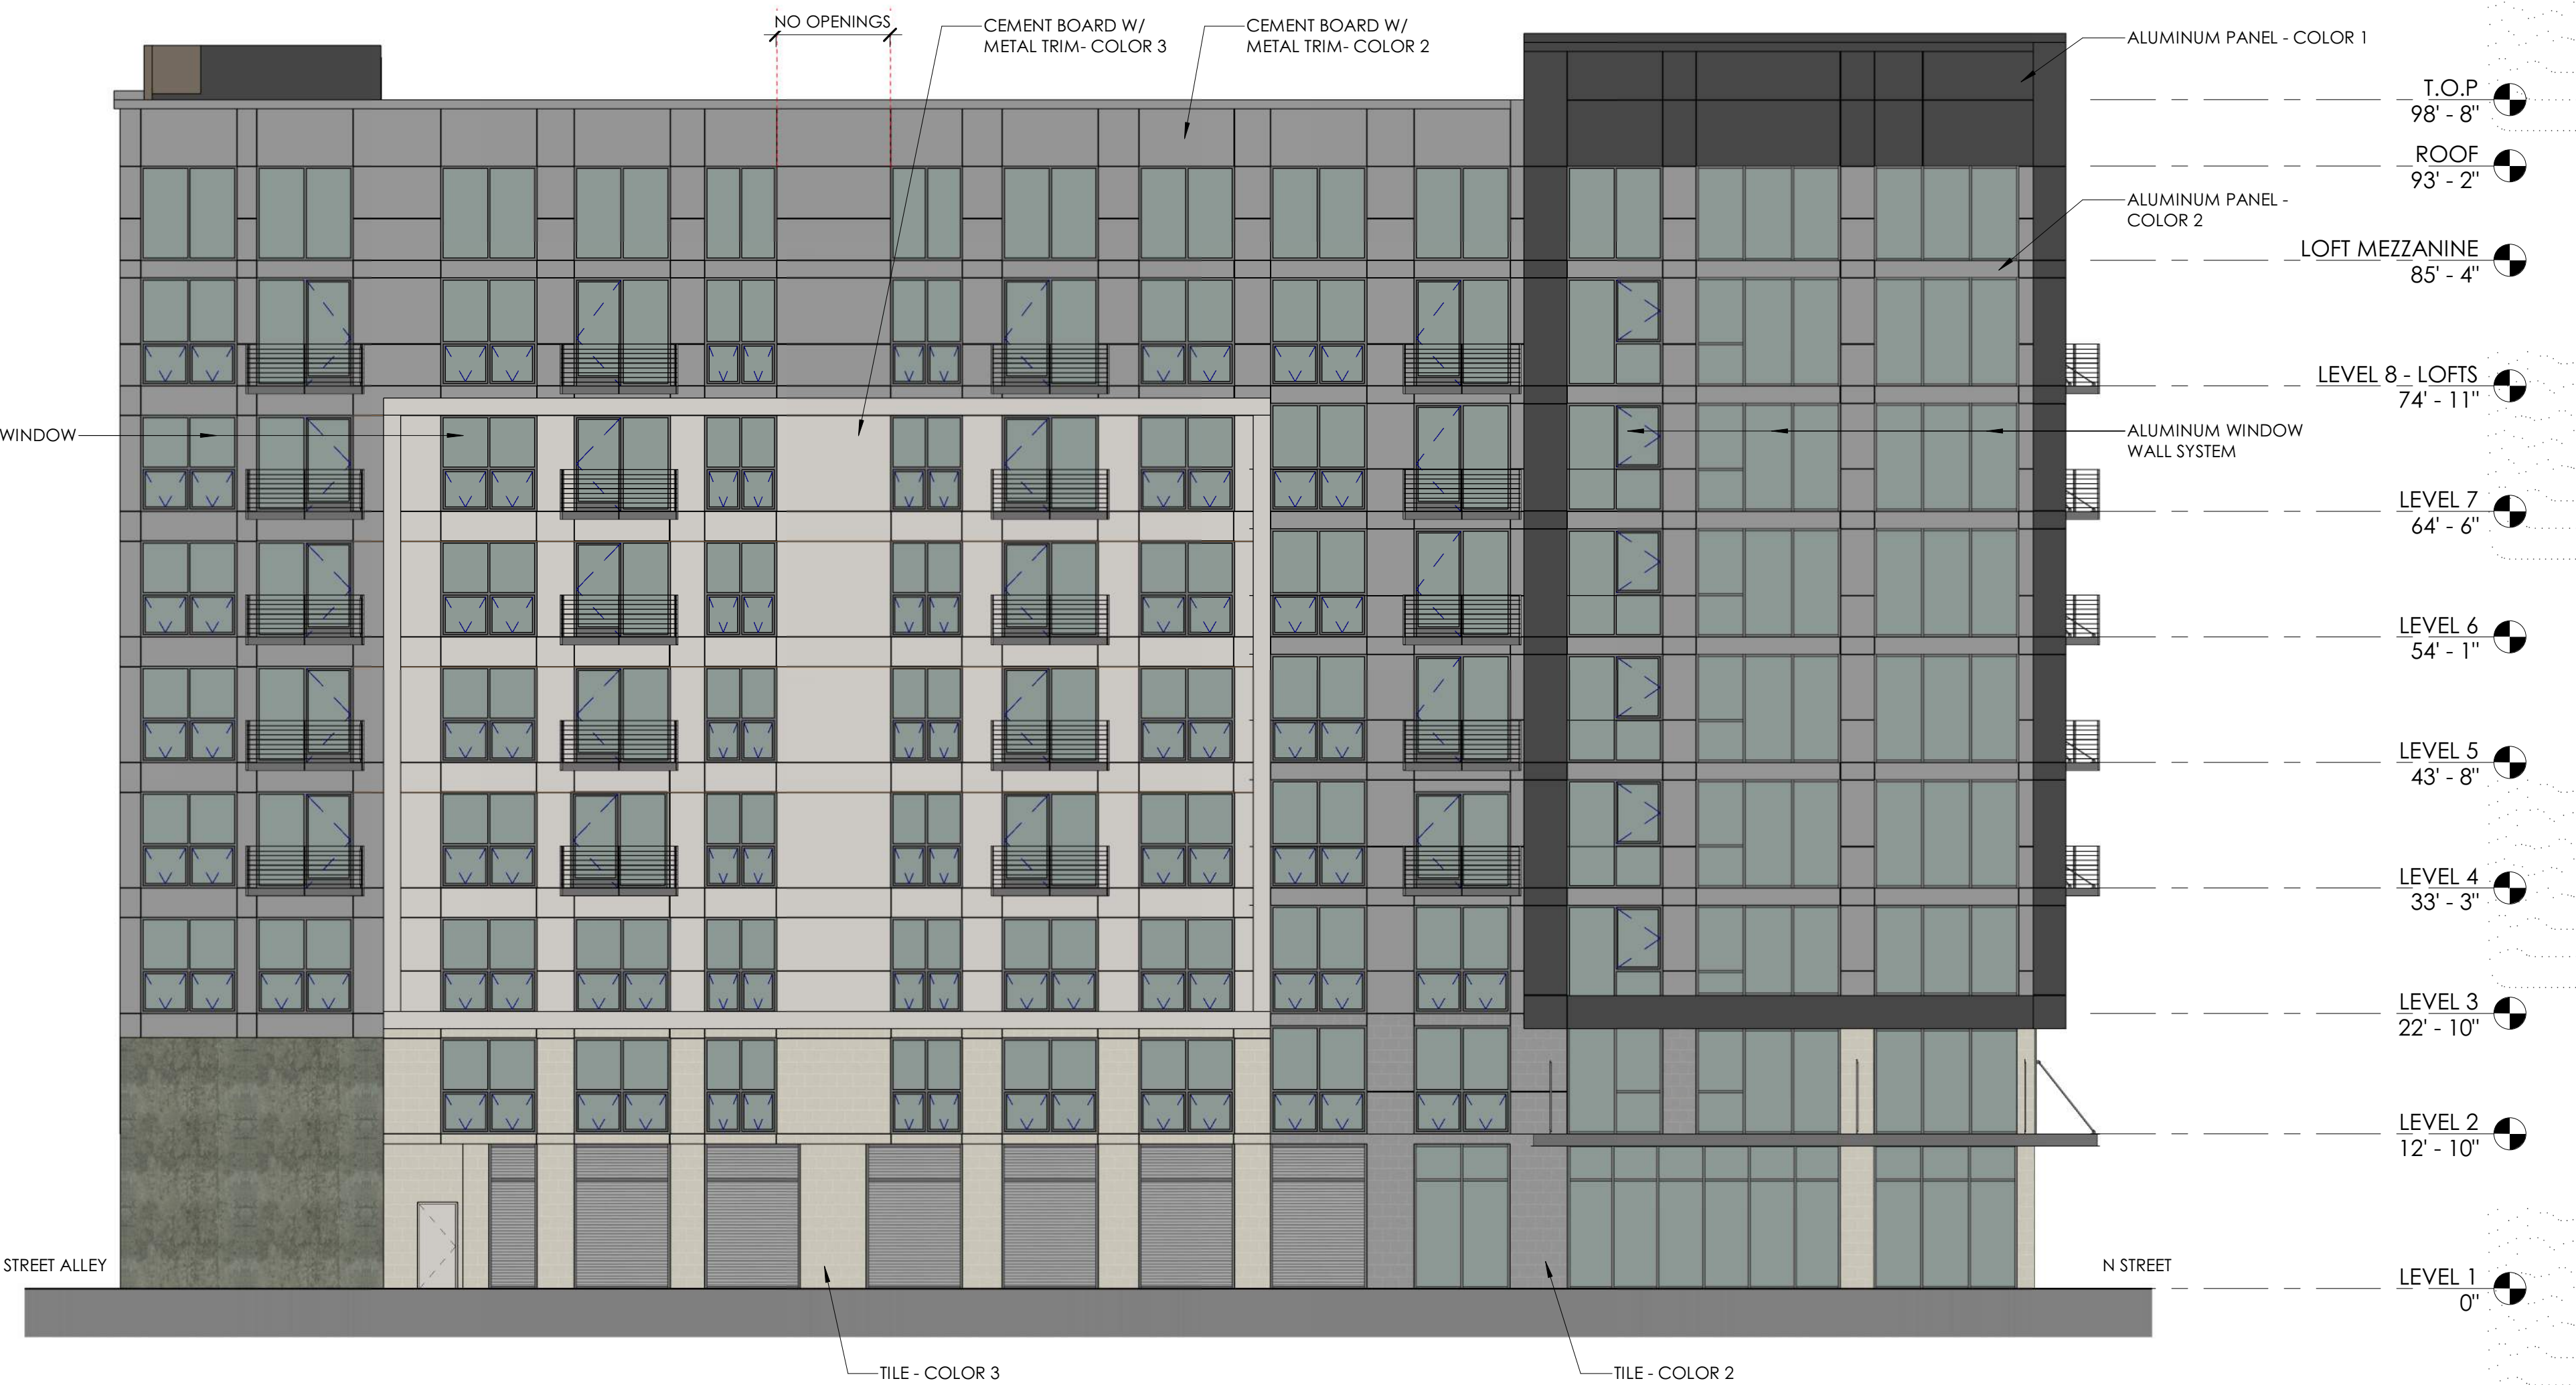 NO OPENINGS
CEMENT BOARD W/
METAL TRIM- COLOR 3
CEMENT BOARD W/
METAL TRIM- COLOR 2
ALUMINUM PANEL - COLOR 1
T.O.P
98' - 8"
ROOF
93' - 2"
ALUMINUM PANEL -
COLOR 2
LOFT MEZZANINE
85' - 4"
LEVEL 8 - LOFTS
74' - 11"
WINDOW
ALUMINUM WINDOW
WALL SYSTEM
LEVEL 7
64' - 6"
LEVEL 6
54' - 1"
LEVEL 5
43' - 8"
LEVEL 4
33' - 3"
LEVEL 3
22' - 10"
LEVEL 2
12' - 10"
STREET ALLEY
N STREET
LEVEL 1
0"
TILE - COLOR 3
TILE - COLOR 2